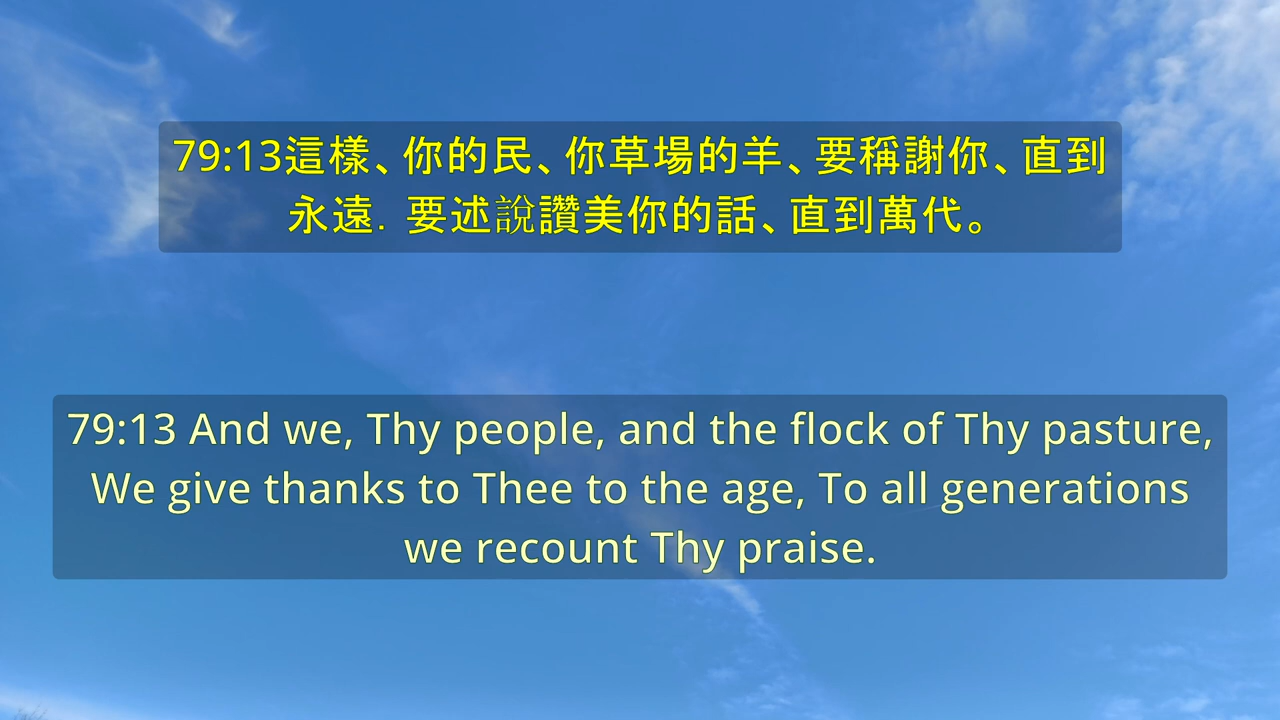 79:13這樣、你的民、你草場的羊、要稱謝你、直到
永遠. 要述說讚美你的話、直到萬代。
79:13 And we, Thy people, and the flock of Thy pasture,
We give thanks to Thee to the age, To all generations
we recount Thy praise.